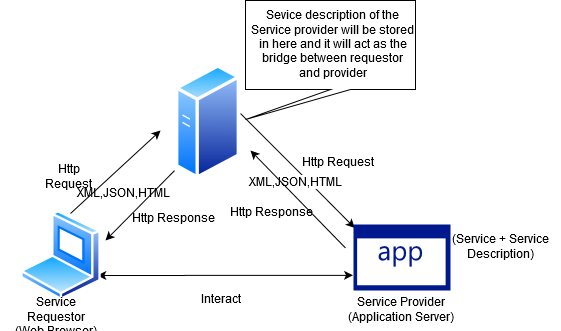 Sevice description of the
Service provider will be stored
in here and it will act as the
bridge between requestor
and provider
Http
Request
XML,JSON,HTML
Http Response
Http Request
XML,JSON,HTML
Http Response
app
(Service + Service
Description)
Interact
Service
Requestor
(Web Browser)
Service Provider
(Application Server)